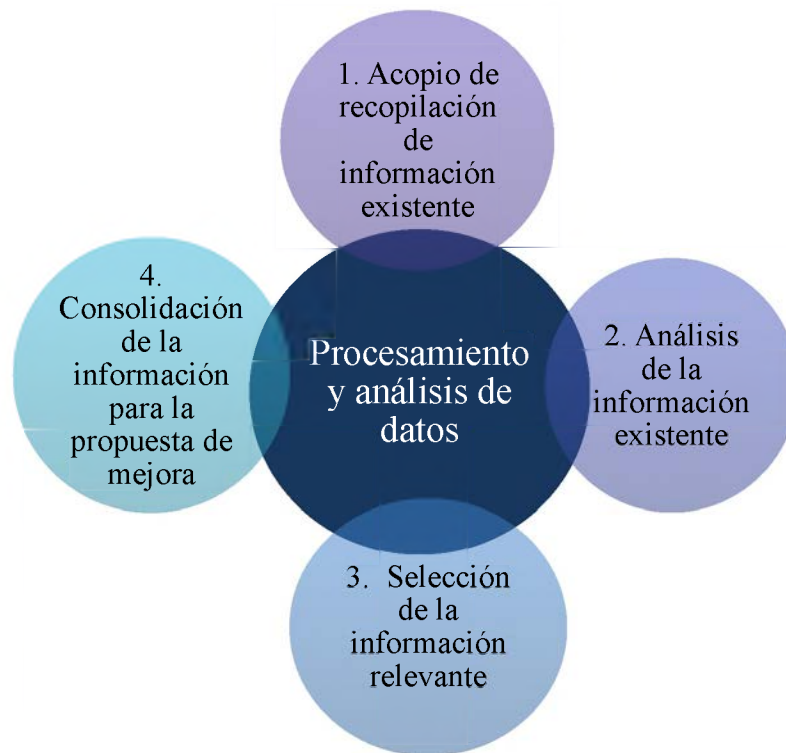 1. Acopio de
recopilación
de
información
existente
4.
Consolidación
de la
información
para la
propuesta de
mejora
Procesamiento
y análisis de
datos
2. Análisis
de la
información
existente
3. Selección
de la
información
relevante